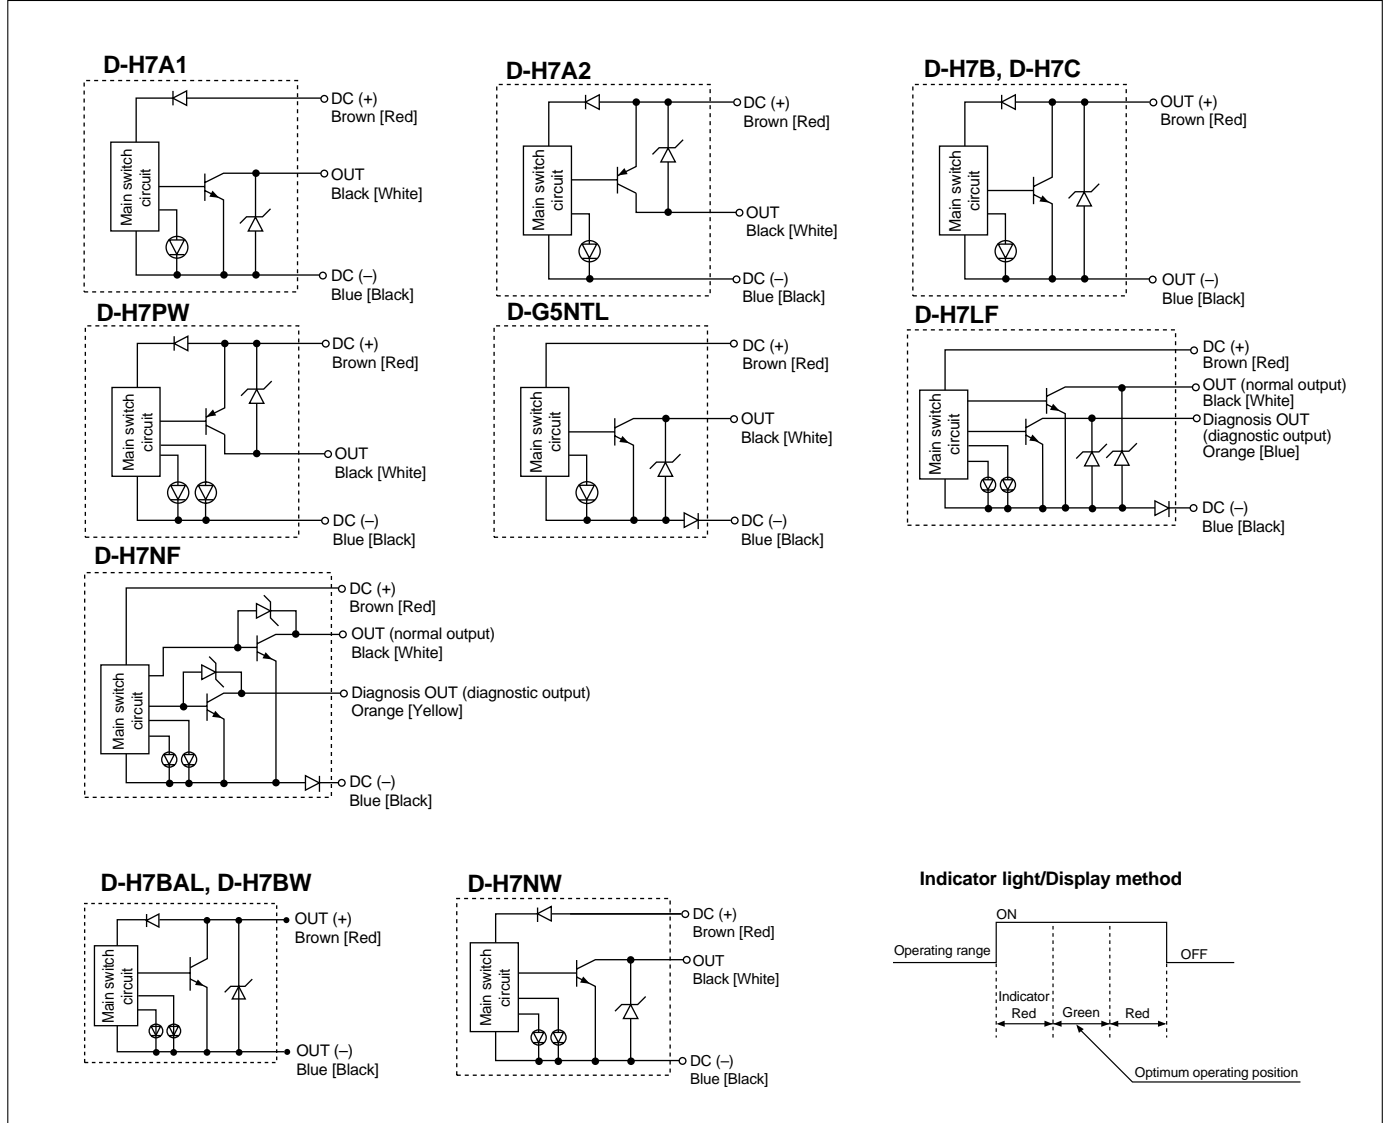 D-H7A1
DC (+)
Brown [Red]
Main switch
circuit
OUT
Black [White]
DC (–)
Blue [Black]
D-H7A2
DC (+)
Brown [Red]
Main switch
circuit
OUT
Black [White]
DC (–)
Blue [Black]
D-H7B, D-H7C
OUT (+)
Brown [Red]
Main switch
circuit
OUT (–)
Blue [Black]
D-H7PW
DC (+)
Brown [Red]
Main switch
circuit
OUT
Black [White]
DC (–)
Blue [Black]
D-G5NTL
DC (+)
Brown [Red]
Main switch
circuit
OUT
Black [White]
DC (–)
Blue [Black]
D-H7LF
DC (+)
Brown [Red]
Main switch
circuit
OUT (normal output)
Black [White]
Diagnosis OUT
(diagnostic output)
Orange [Blue]
DC (–)
Blue [Black]
D-H7NF
DC (+)
Brown [Red]
OUT (normal output)
Black [White]
Main switch
circuit
Diagnosis OUT (diagnostic output)
Orange [Yellow]
DC (–)
Blue [Black]
D-H7BAL, D-H7BW
OUT (+)
Brown [Red]
Main switch
circuit
OUT (–)
Blue [Black]
D-H7NW
DC (+)
Brown [Red]
Main switch
circuit
OUT
Black [White]
DC (–)
Blue [Black]
Indicator light/Display method
ON
Operating range
OFF
Indicator
Red
Green
Red
Optimum operating position